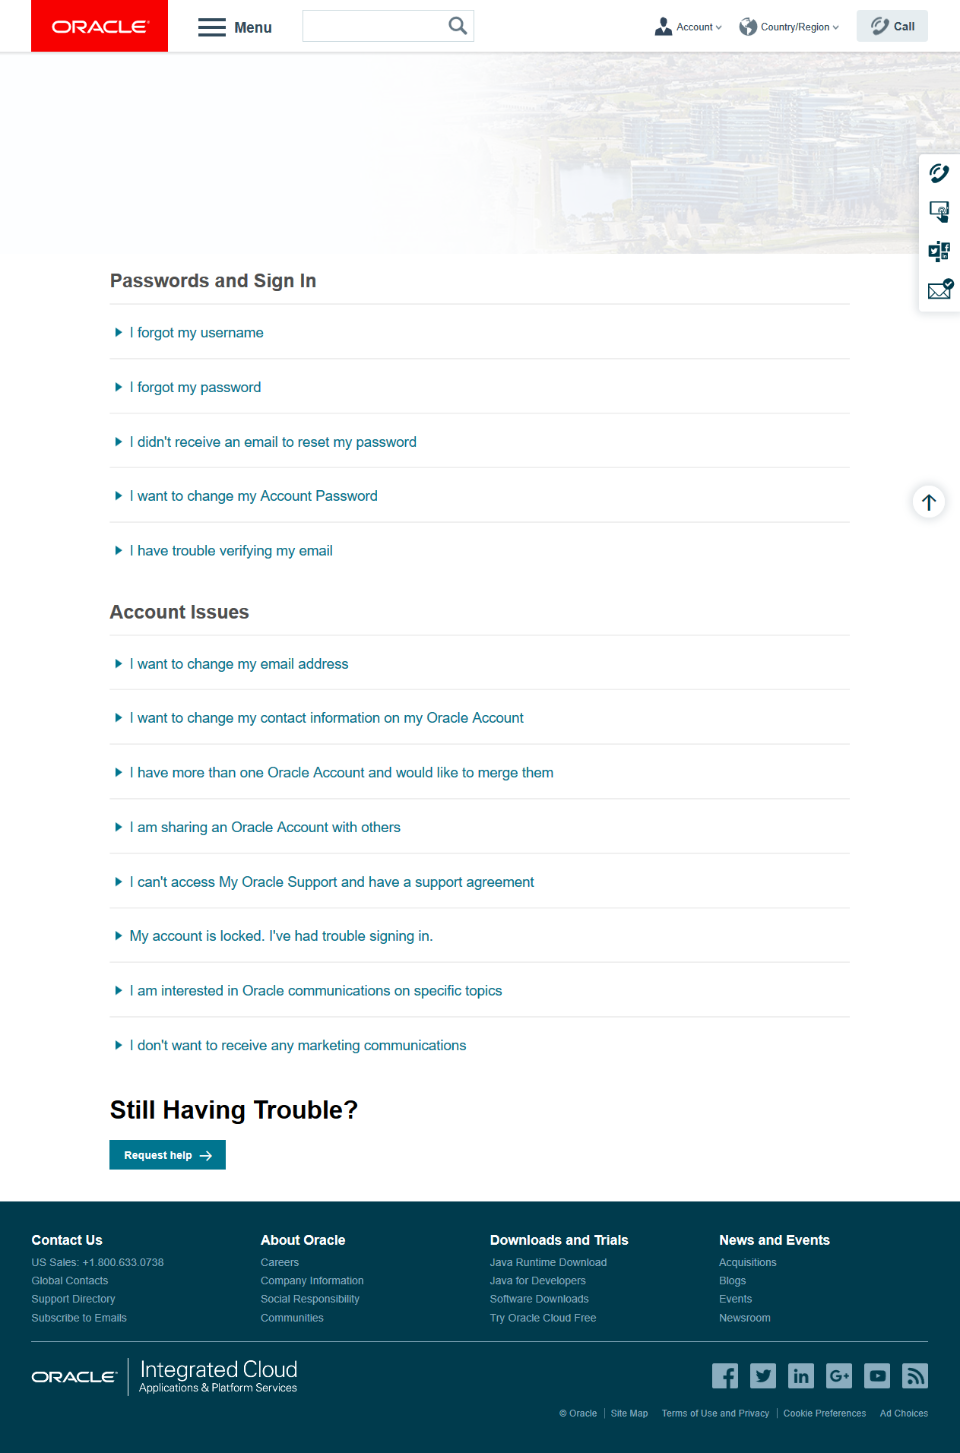 ORACLE
Menu
Account
Country/Region
Call
Passwords and Sign In
I forgot my username
I forgot my password
I didn't receive an email to reset my password
I want to change my Account Password
I have trouble verifying my email
Account Issues
I want to change my email address
I want to change my contact information on my Oracle Account
I have more than one Oracle Account and would like to merge them
I am sharing an Oracle Account with others
I can't access My Oracle Support and have a support agreement
My account is locked. I've had trouble signing in.
I am interested in Oracle communications on specific topics
I don't want to receive any marketing communications
Still Having Trouble?
Request help
Contact Us
US Sales: +1.800.633.0738
Global Contacts
Support Directory
Subscribe to Emails
About Oracle
Careers
Company Information
Social Responsibility
Communities
Downloads and Trials
Java Runtime Download
Java for Developers
Software Downloads
Try Oracle Cloud Free
News and Events
Acquisitions
Blogs
Events
Newsroom
ORACLE
Integrated Cloud
Applications & Platform Services
© Oracle | Site Map
Terms of Use and Privacy | Cookie Preferences
Ad Choices